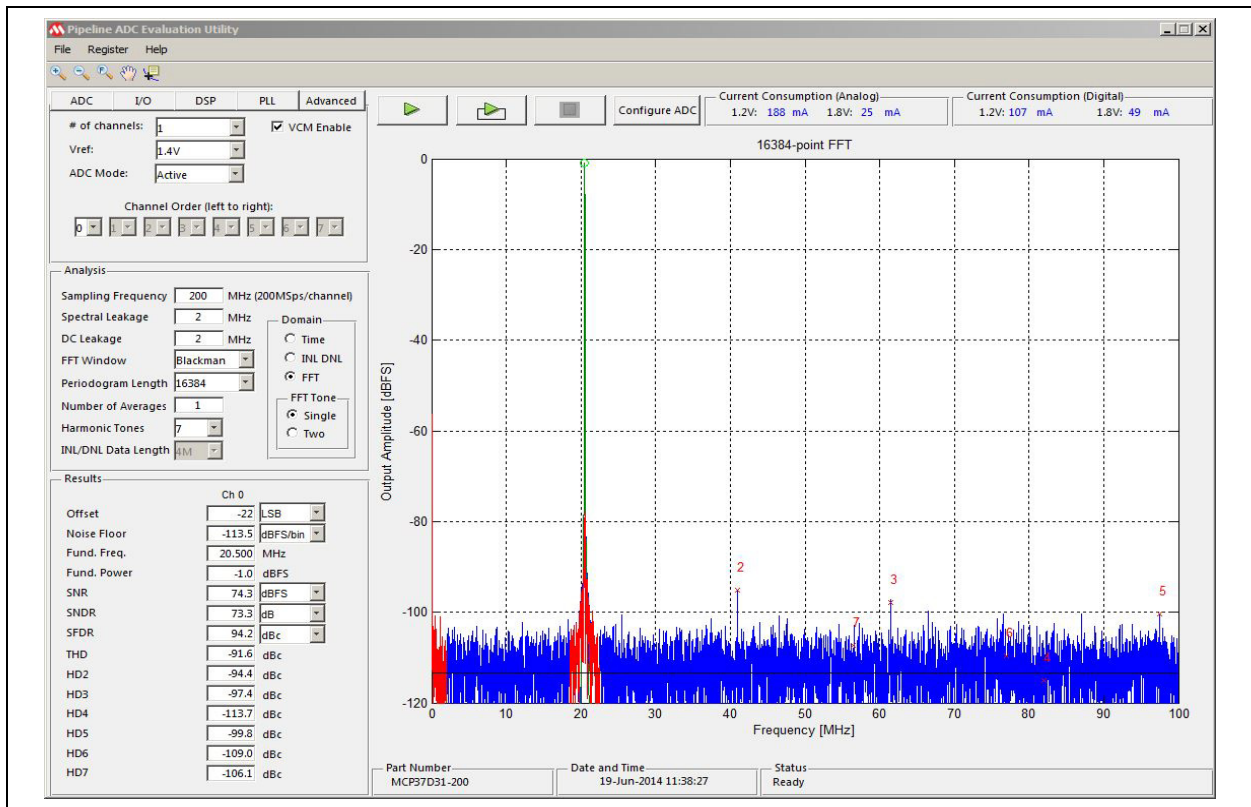 Pipeline ADC Evaluation Utility
File Register Help
ADC I/O DSP PLL Advanced
# of channels: 1 VCM Enable
Vref: 1.4V
ADC Mode: Active
Channel Order (left to right):
0 1 2 3 4 5 6 7
Configure ADC
Current Consumption (Analog)
1.2V: 188 mA 1.8V: 25 mA
Current Consumption (Digital)
1.2V: 107 mA 1.8V: 49 mA
Analysis
Sampling Frequency 200 MHz (200MSps/channel)
Spectral Leakage 2 MHz
DC Leakage 2 MHz
FFT Window Blackman
Periodogram Length 16384
Number of Averages 1
Harmonic Tones 7
INL/DNL Data Length 4M
Domain
Time
INL DNL
FFT
FFT Tone
Single
Two
Results
Ch 0
Offset -22 LSB
Noise Floor -113.5 dBFS/bin
Fund. Freq. 20.500 MHz
Fund. Power -1.0 dBFS
SNR 74.3 dBFS
SNDR 73.3 dB
SFDR 94.2 dBc
THD -91.6 dBc
HD2 -94.4 dBc
HD3 -97.4 dBc
HD4 -113.7 dBc
HD5 -99.8 dBc
HD6 -109.0 dBc
HD7 -106.1 dBc
16384-point FFT
Output Amplitude [dBFS]
0
-20
-40
-60
-80
-100
-120
2
3
5
7
6
4
0 10 20 30 40 50 60 70 80 90 100
Frequency [MHz]
Part Number
MCP37D31-200
Date and Time
19-Jun-2014 11:38:27
Status
Ready